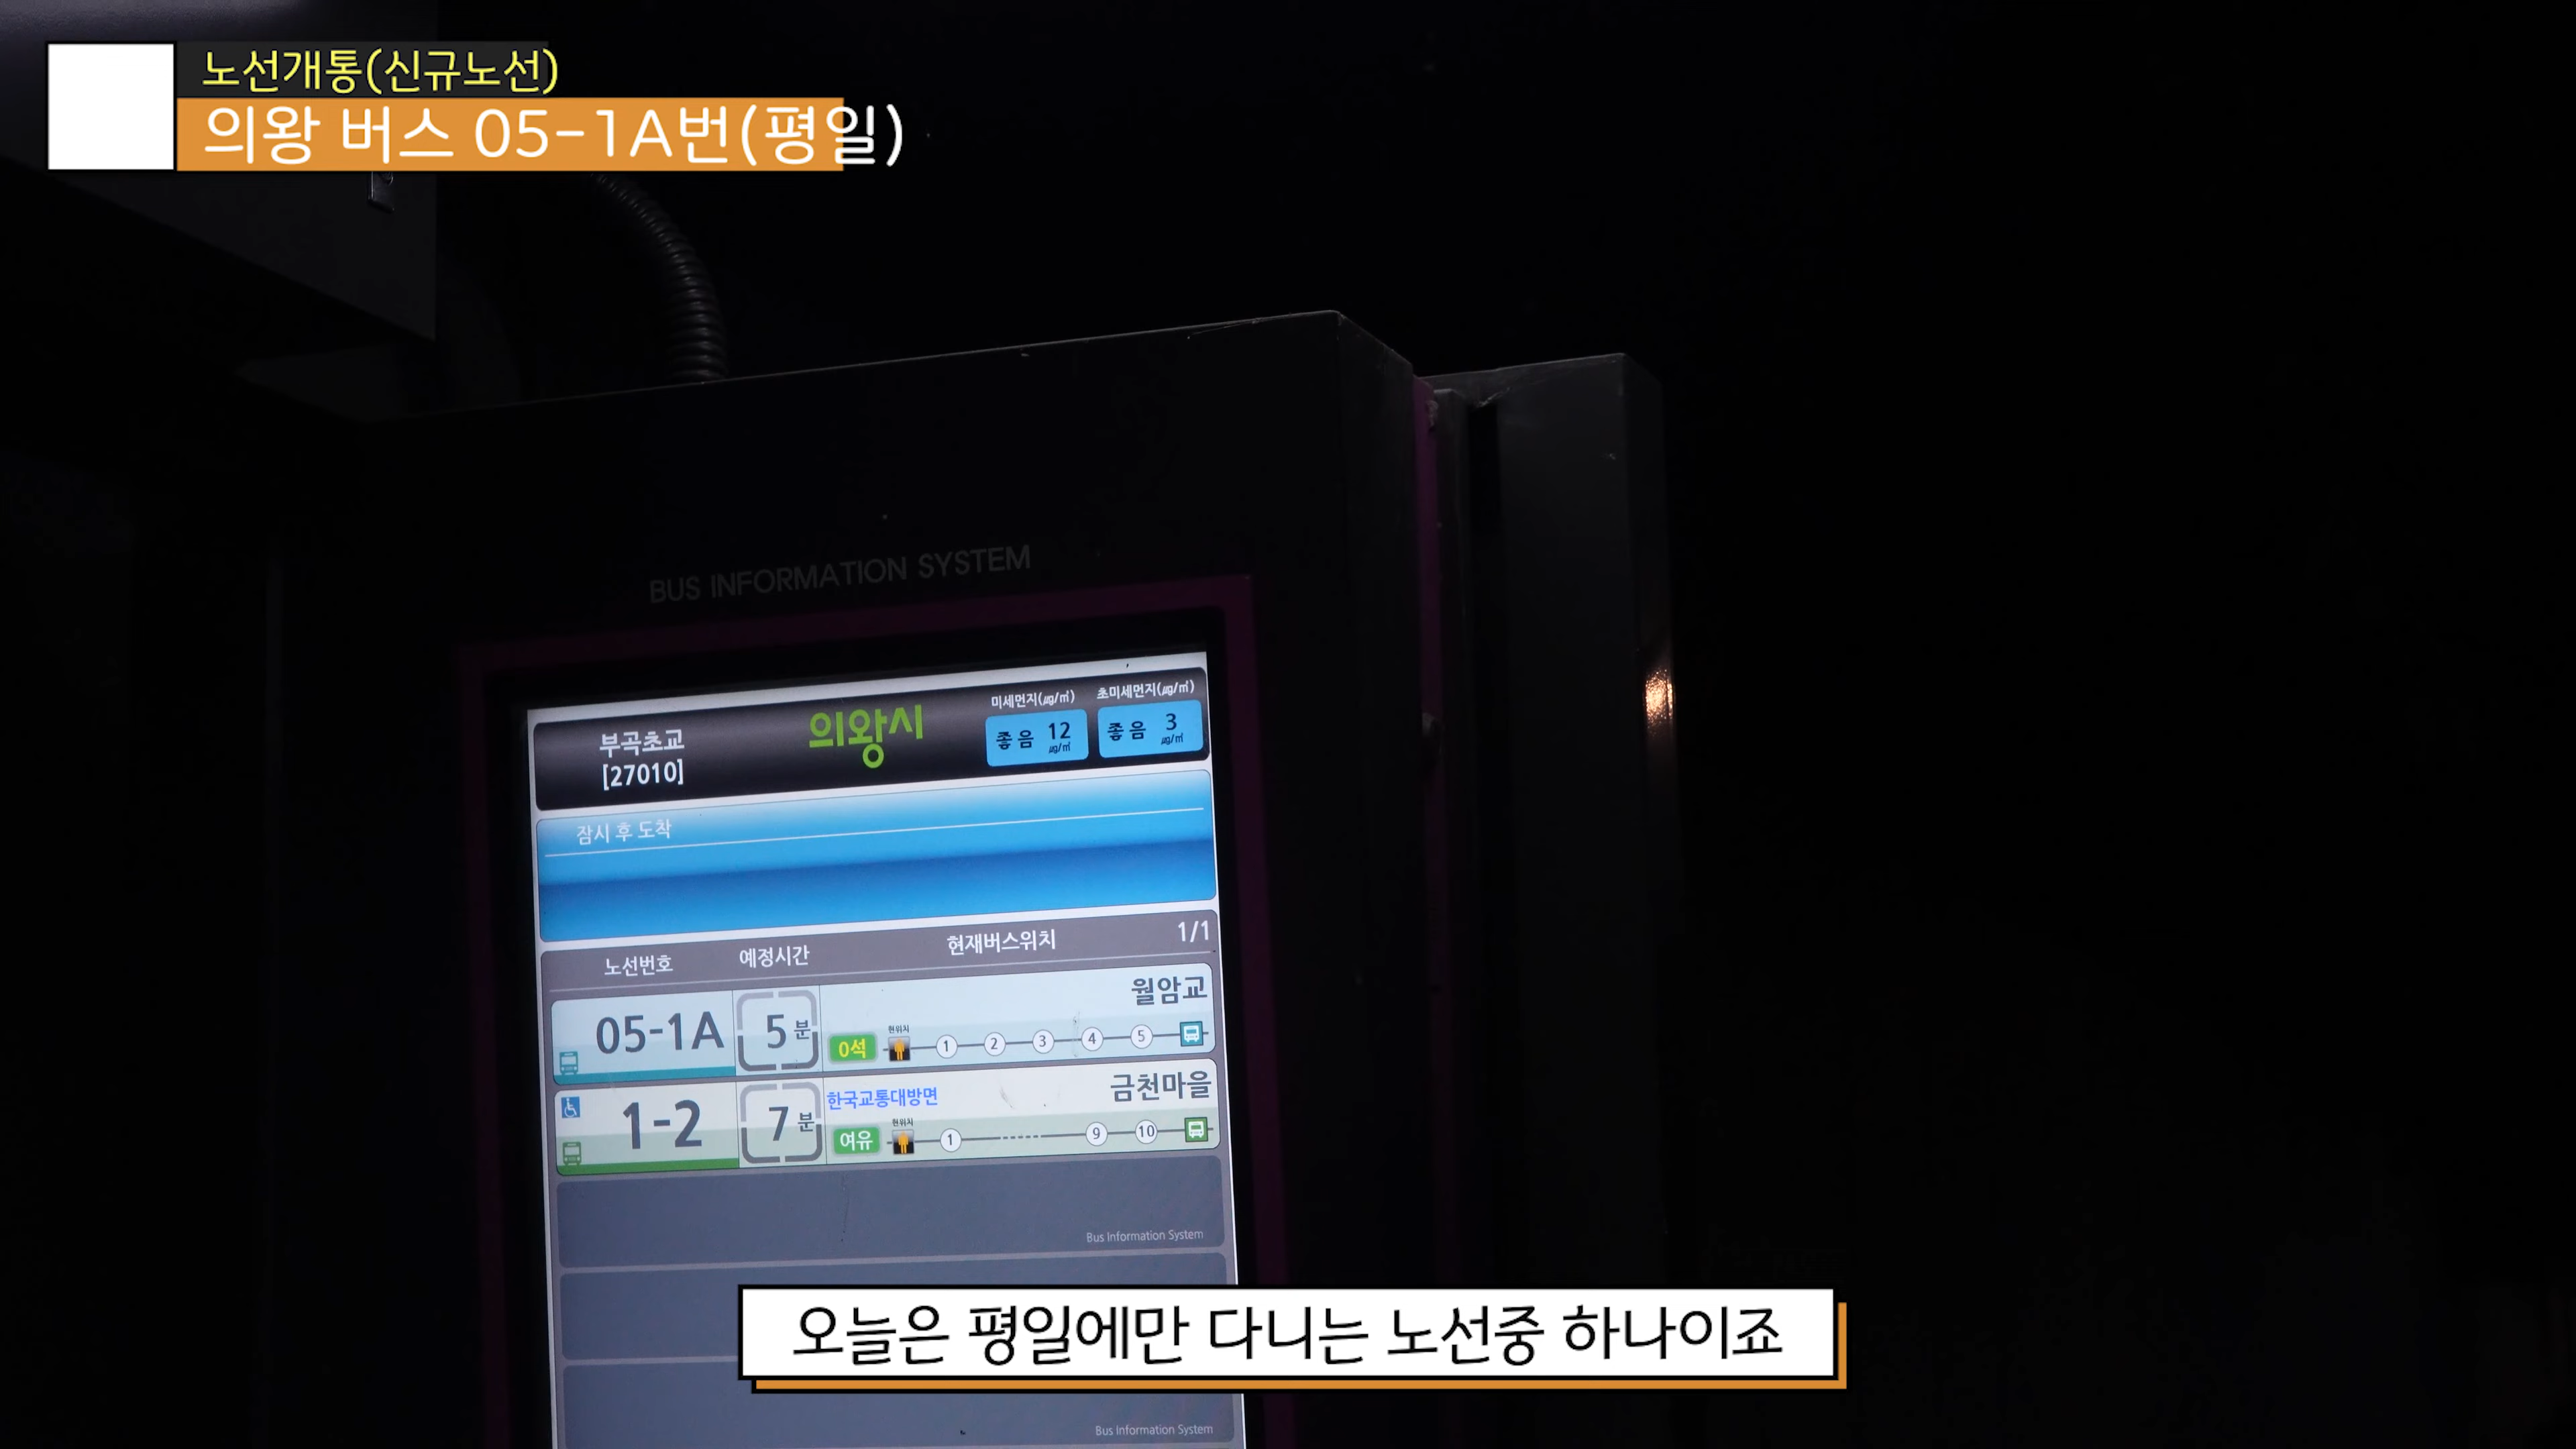 노선개통(신규노선)
의왕 버스 05-1A번(평일)
BUS INFORMATION SYSTEM
부곡초교
[27010]
의왕시
미세먼지(㎍/㎥)
좋음 12 ㎍/㎥
초미세먼지(㎍/㎥)
좋음 3 ㎍/㎥
잠시 후 도착
노선번호 예정시간 현재버스위치 1/1
05-1A 5분 월암교
0석 현위치 1 2 3 4 5
1-2 7분 한국교통대방면 금천마을
여유 현위치 1 9 10
Bus Information System
오늘은 평일에만 다니는 노선중 하나이죠
Bus Information System